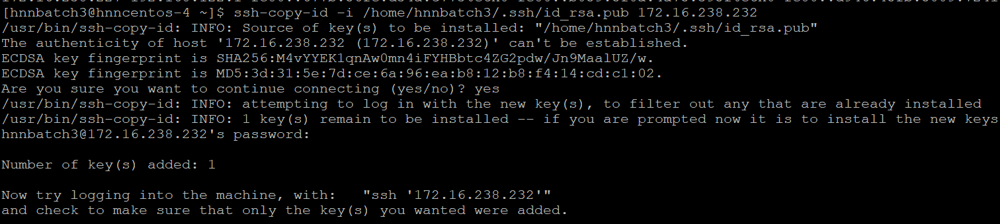 [hnnbatch3@hnncentos-4 ~]$ ssh-copy-id -i /home/hnnbatch3/.ssh/id_rsa.pub 172.16.238.232
/usr/bin/ssh-copy-id: INFO: Source of key(s) to be installed: "/home/hnnbatch3/.ssh/id_rsa.pub"
The authenticity of host '172.16.238.232 (172.16.238.232)' can't be established.
ECDSA key fingerprint is SHA256:M4vYYEK1qnAw0mn4iFYHBbtc4ZG2pdw/Jn9MaalUZ/w.
ECDSA key fingerprint is MD5:3d:31:5e:7d:ce:6a:96:ea:b8:12:b8:f4:14:cd:c1:02.
Are you sure you want to continue connecting (yes/no)? yes
/usr/bin/ssh-copy-id: INFO: attempting to log in with the new key(s), to filter out any that are already installed
/usr/bin/ssh-copy-id: INFO: 1 key(s) remain to be installed -- if you are prompted now it is to install the new keys
hnnbatch3@172.16.238.232's password:
Number of key(s) added: 1
Now try logging into the machine, with:   "ssh '172.16.238.232'"
and check to make sure that only the key(s) you wanted were added.